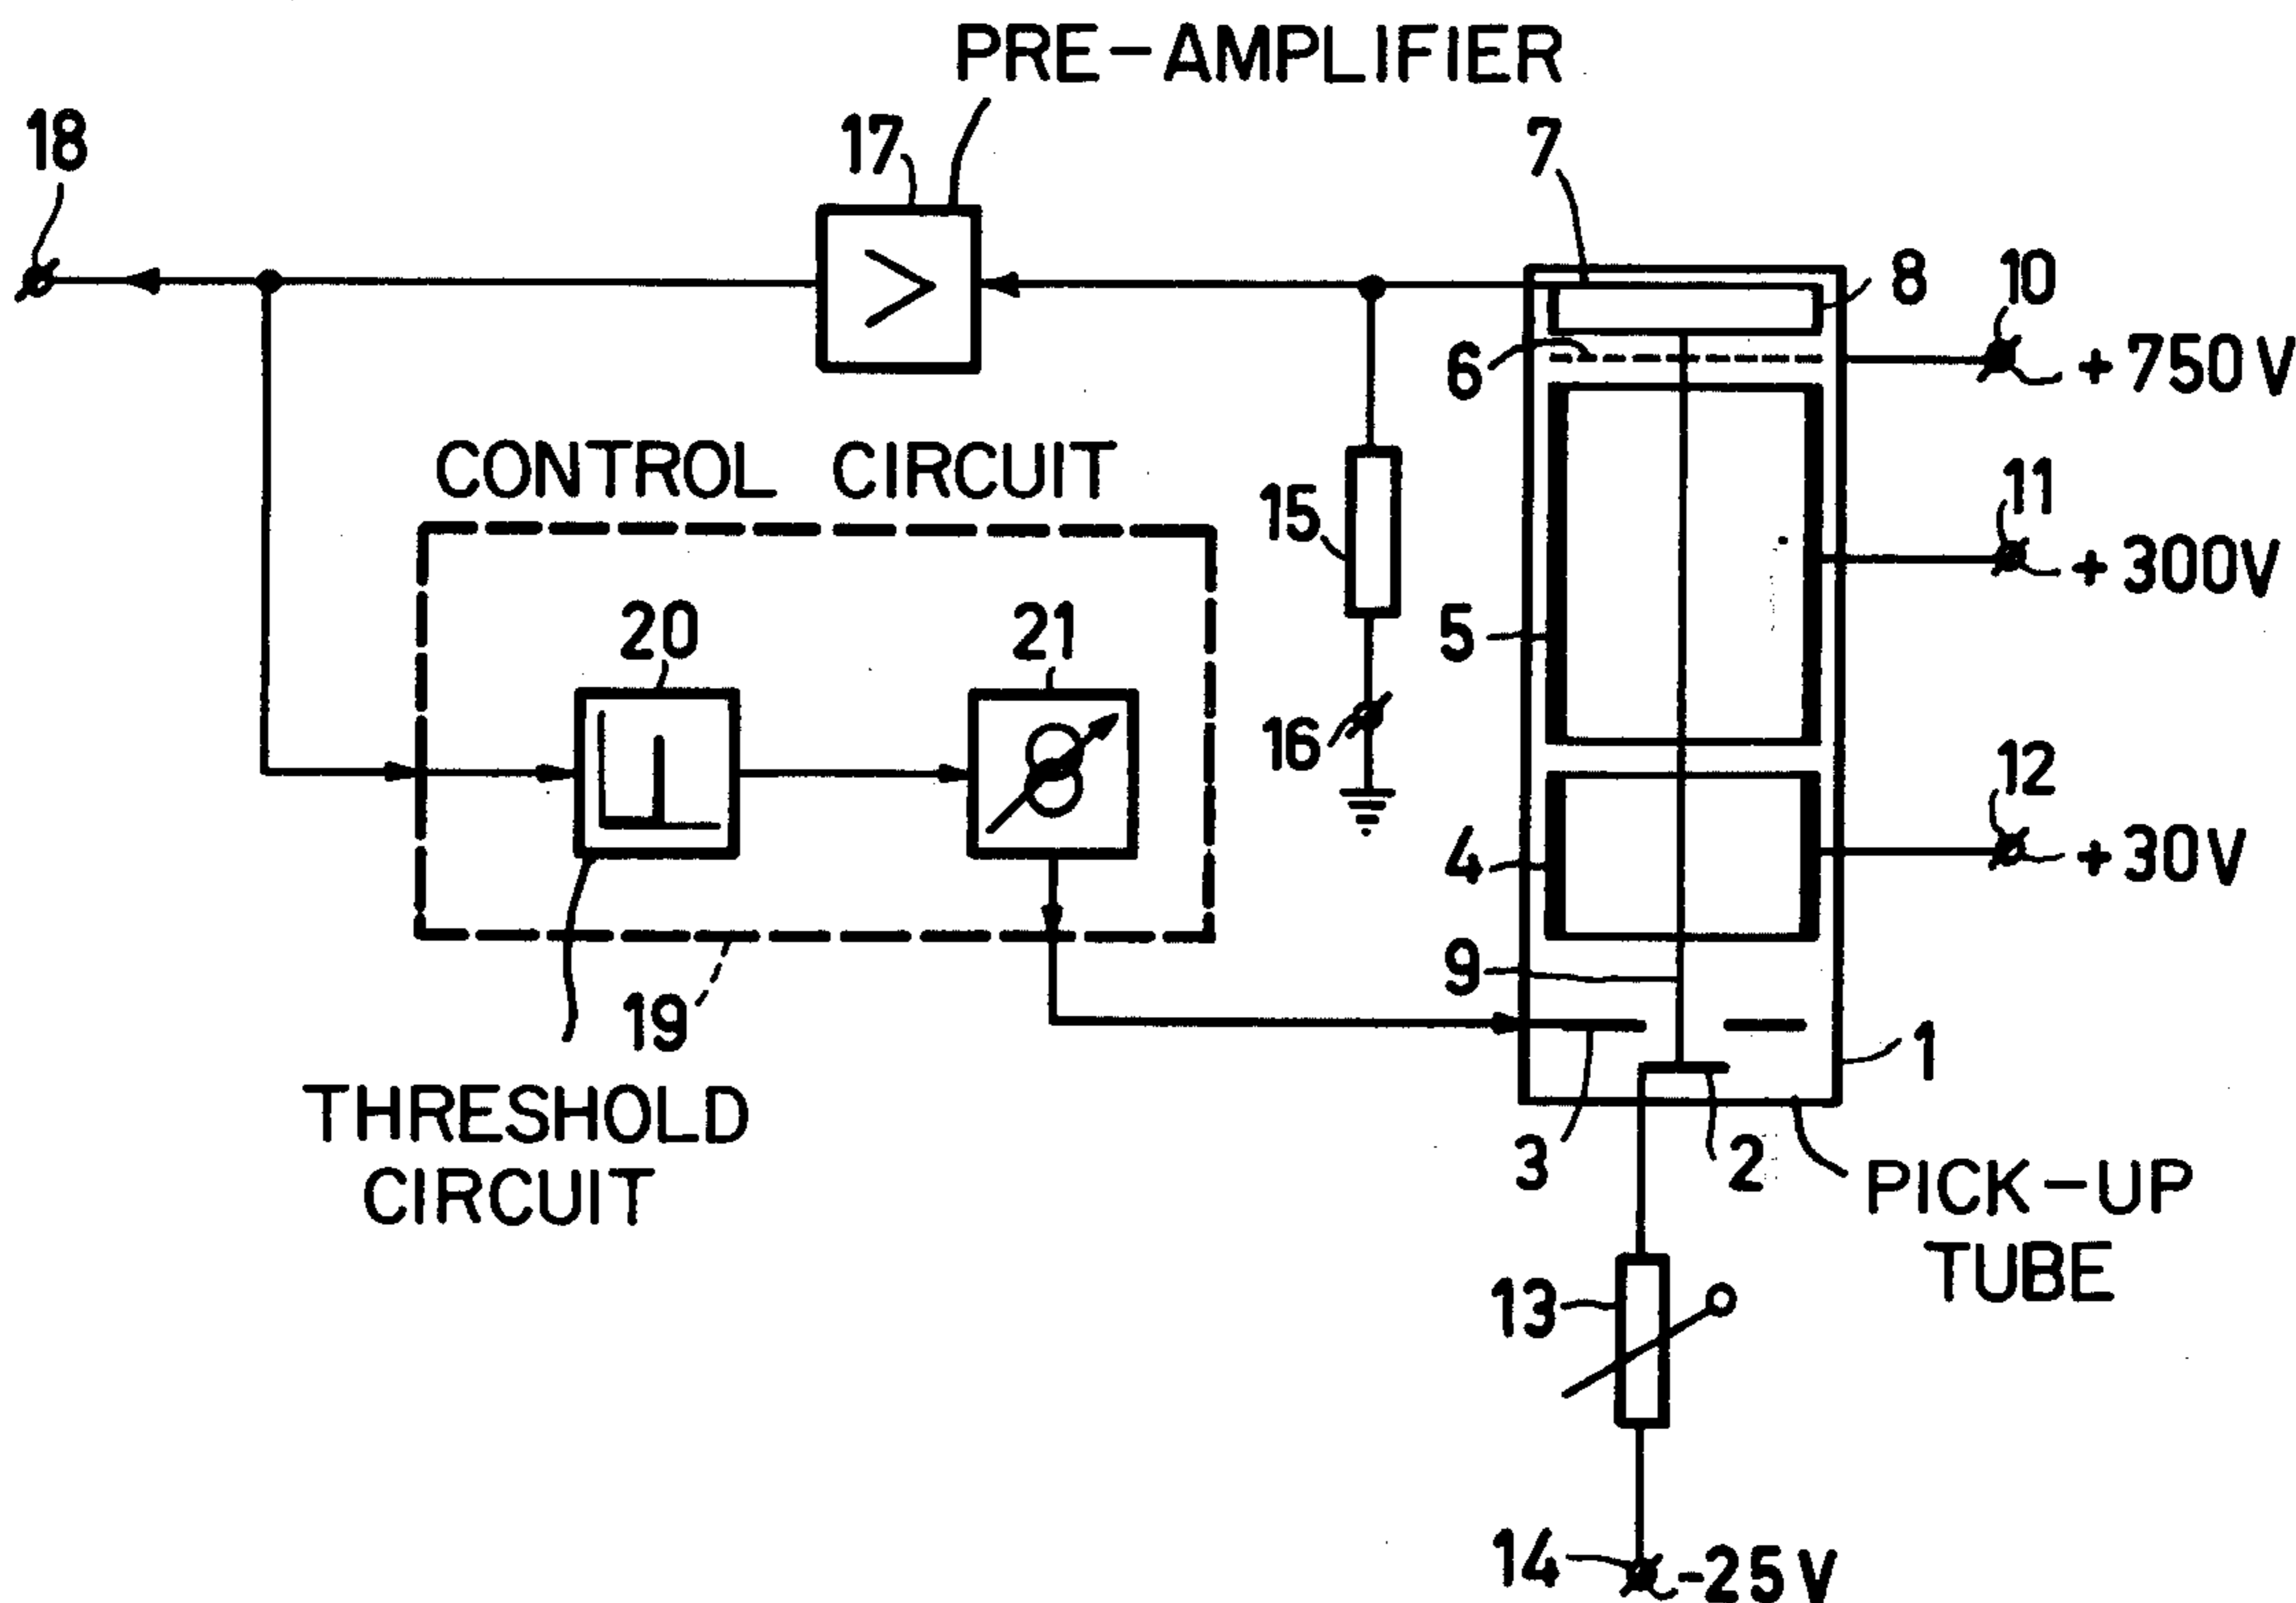 PRE-AMPLIFIER
18
17
7
8
10
6
+750V
CONTROL CIRCUIT
11
15
+300V
20
21
5
16
12
4
+30V
9
19
1
THRESHOLD
CIRCUIT
3
2
PICK-UP
TUBE
13
14
-25V